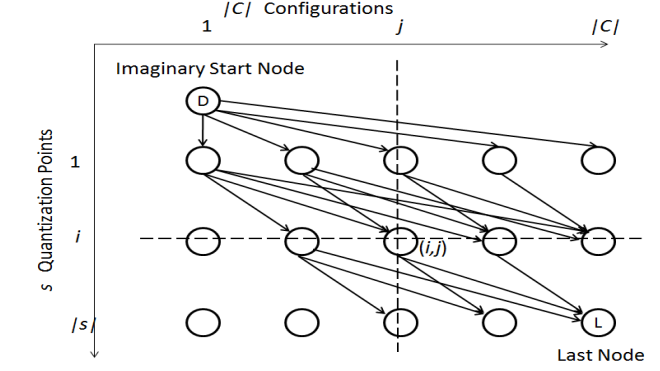 |C| Configurations
1 j |C|
Imaginary Start Node
D
1
i
(i,j)
s Quantization Points
|s|
L
Last Node